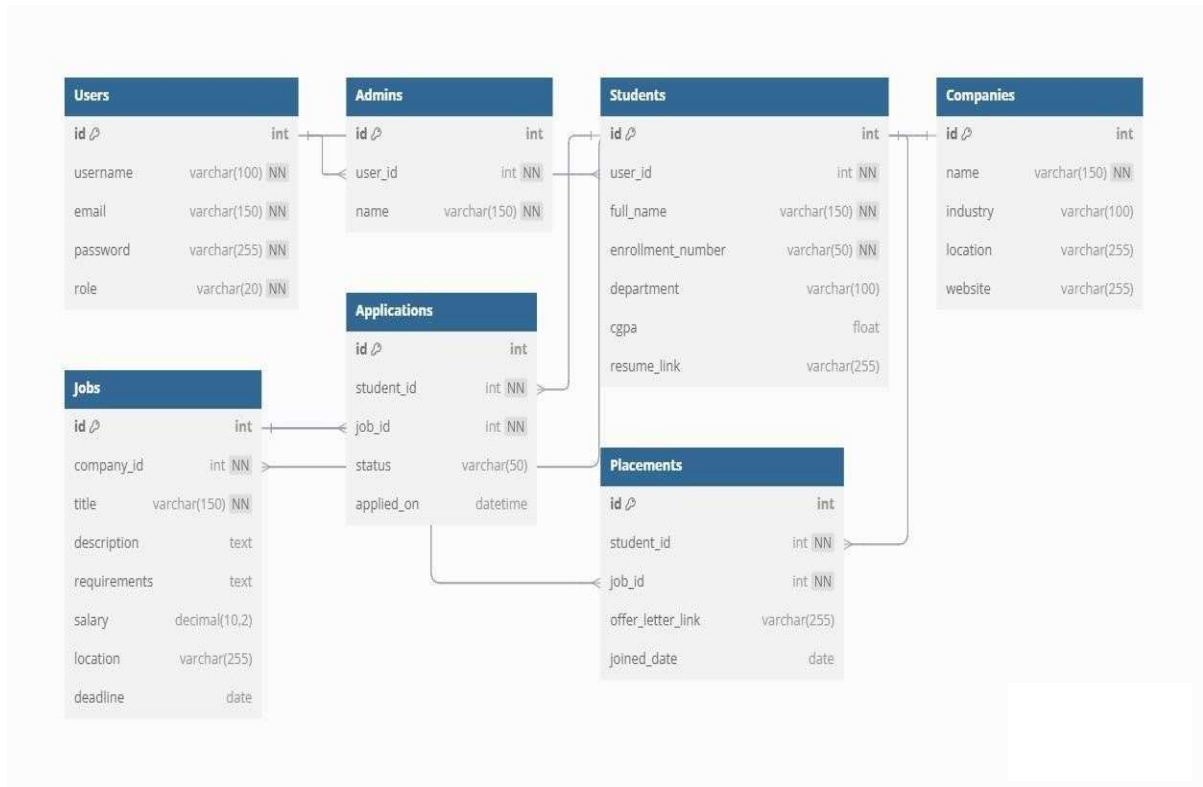 Users
id int
username varchar(100) NN
email varchar(150) NN
password varchar(255) NN
role varchar(20) NN
Admins
id int
user_id int NN
name varchar(150) NN
Students
id int
user_id int NN
full_name varchar(150) NN
enrollment_number varchar(50) NN
department varchar(100)
cgpa float
resume_link varchar(255)
Companies
id int
name varchar(150) NN
industry varchar(100)
location varchar(255)
website varchar(255)
Applications
id int
student_id int NN
job_id int NN
status varchar(50)
applied_on datetime
Jobs
id int
company_id int NN
title varchar(150) NN
description text
requirements text
salary decimal(10,2)
location varchar(255)
deadline date
Placements
id int
student_id int NN
job_id int NN
offer_letter_link varchar(255)
joined_date date